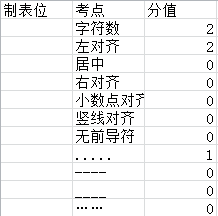 制表位 考点 分值
字符数 2
左对齐 2
居中 0
右对齐 0
小数点对齐 0
竖线对齐 0
无前导符 0
..... 1
---- 0
____ 0
…… 0